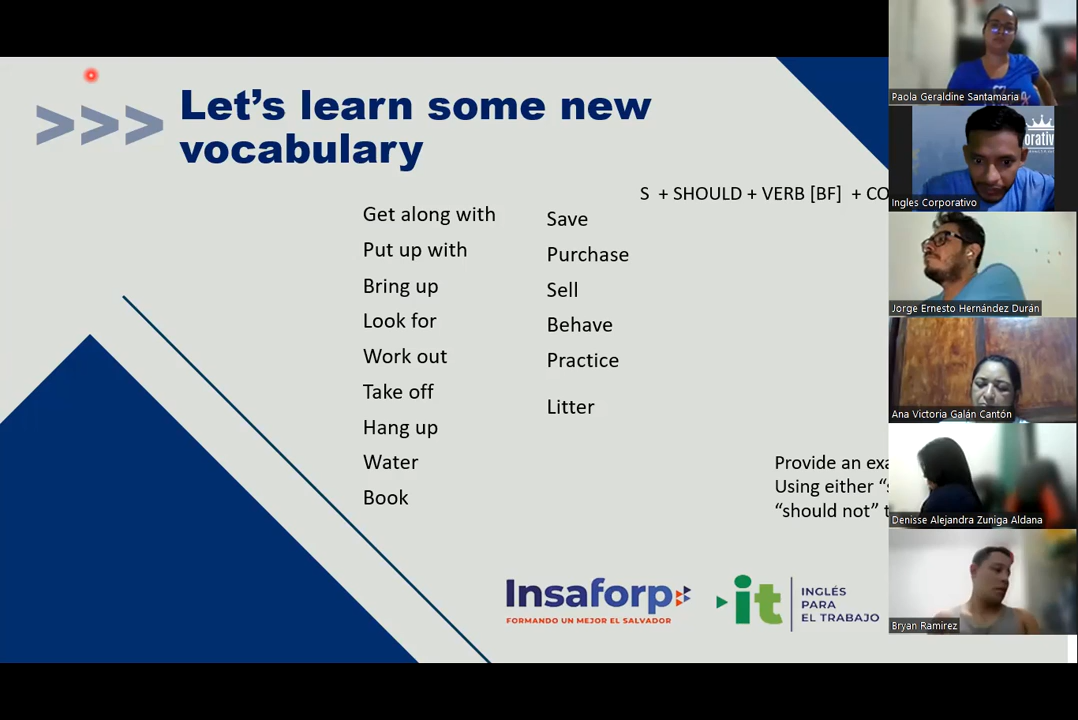 >>> Let's learn some new
vocabulary
S + SHOULD + VERB [BF] + CO
Get along with
Put up with
Bring up
Look for
Work out
Take off
Hang up
Water
Book
Save
Purchase
Sell
Behave
Practice
Litter
Provide an exa
Using either "s
"should not" t
Insaforp
FORMANDO UN MEJOR EL SALVADOR
it
INGLÉS
PARA
EL TRABAJO
Paola Geraldine Santamaria
orativ
Ingles Corporativo
Jorge Ernesto Hernández Durán
Ana Victoria Galán Cantón
Denisse Alejandra Zuniga Aldana
Bryan Ramirez